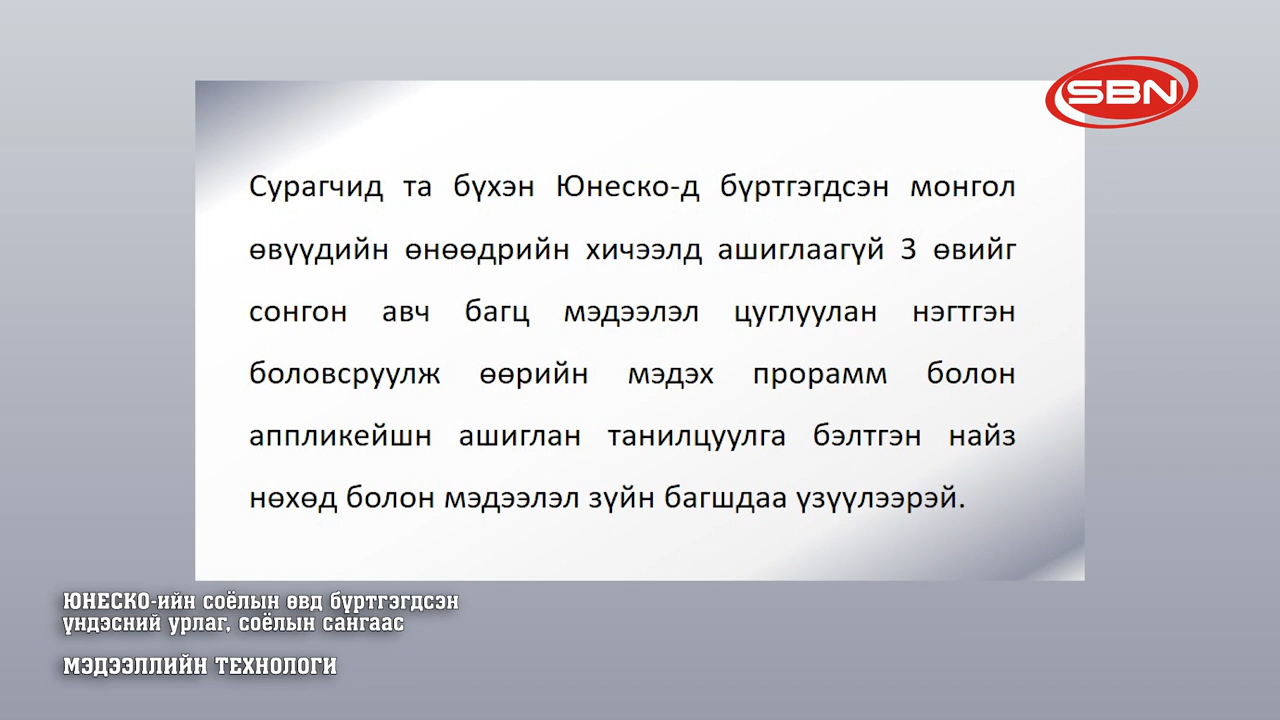 SBN
Сурагчид та бүхэн Юнеско-д бүртгэгдсэн монгол
өвүүдийн өнөөдрийн хичээлд ашиглаагүй 3 өвийг
сонгон авч багц мэдээлэл цуглуулан нэгтгэн
боловсруулж өөрийн мэдэх прорамм болон
аппликейшн ашиглан танилцуулга бэлтгэн найз
нөхөд болон мэдээлэл зүйн багшдаа үзүүлээрэй.
ЮНЕСКО-ийн соёлын өвд бүртгэгдсэн
үндэсний урлаг, соёлын сангаас
МЭДЭЭЛЛИЙН ТЕХНОЛОГИ